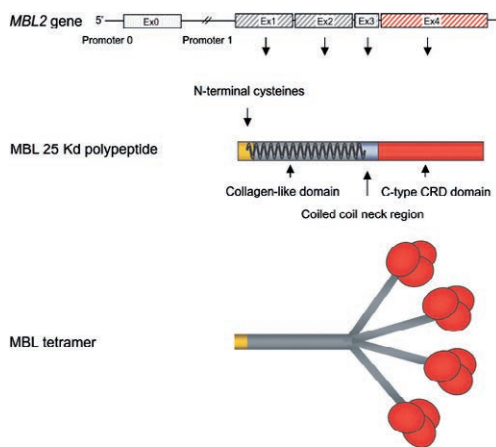 MBL2 gene
5'
Ex0
Ex1
Ex2
Ex3
Ex4
Promoter 0
Promoter 1
N-terminal cysteines
MBL 25 Kd polypeptide
Collagen-like domain
C-type CRD domain
Coiled coil neck region
MBL tetramer